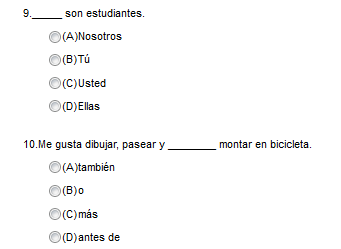 9.______ son estudiantes.
(A)Nosotros
(B)Tú
(C)Usted
(D)Ellas
10.Me gusta dibujar, pasear y _________ montar en bicicleta.
(A)también
(B)o
(C)más
(D)antes de